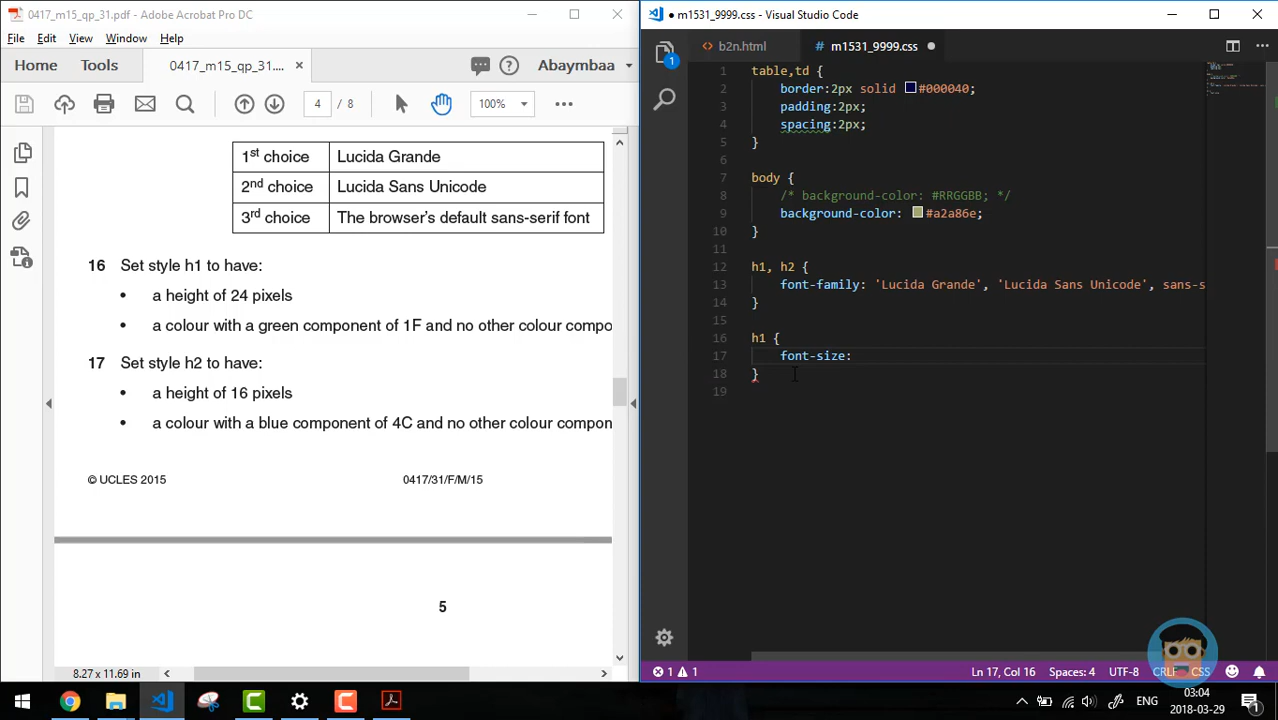 0417_m15_qp_31.pdf - Adobe Acrobat Pro DC
File Edit View Window Help
Home Tools 0417_m15_qp_31.... × Abaymbaa
4 / 8 100%
1st choice Lucida Grande
2nd choice Lucida Sans Unicode
3rd choice The browser's default sans-serif font
16 Set style h1 to have:
• a height of 24 pixels
• a colour with a green component of 1F and no other colour compo
17 Set style h2 to have:
• a height of 16 pixels
• a colour with a blue component of 4C and no other colour compon
© UCLES 2015 0417/31/F/M/15
5
8.27 x 11.69 in
● m1531_9999.css - Visual Studio Code
1
<> b2n.html # m1531_9999.css ●
1 table,td {
2 border:2px solid #000040;
3 padding:2px;
4 spacing:2px;
5 }
6
7 body {
8 /* background-color: #RRGGBB; */
9 background-color: #a2a86e;
10 }
11
12 h1, h2 {
13 font-family: 'Lucida Grande', 'Lucida Sans Unicode', sans-s
14 }
15
16 h1 {
17 font-size:
18 }
19
1 1 Ln 17, Col 16 Spaces: 4 UTF-8 CRLF CSS
ENG 03:04
2018-03-29 1